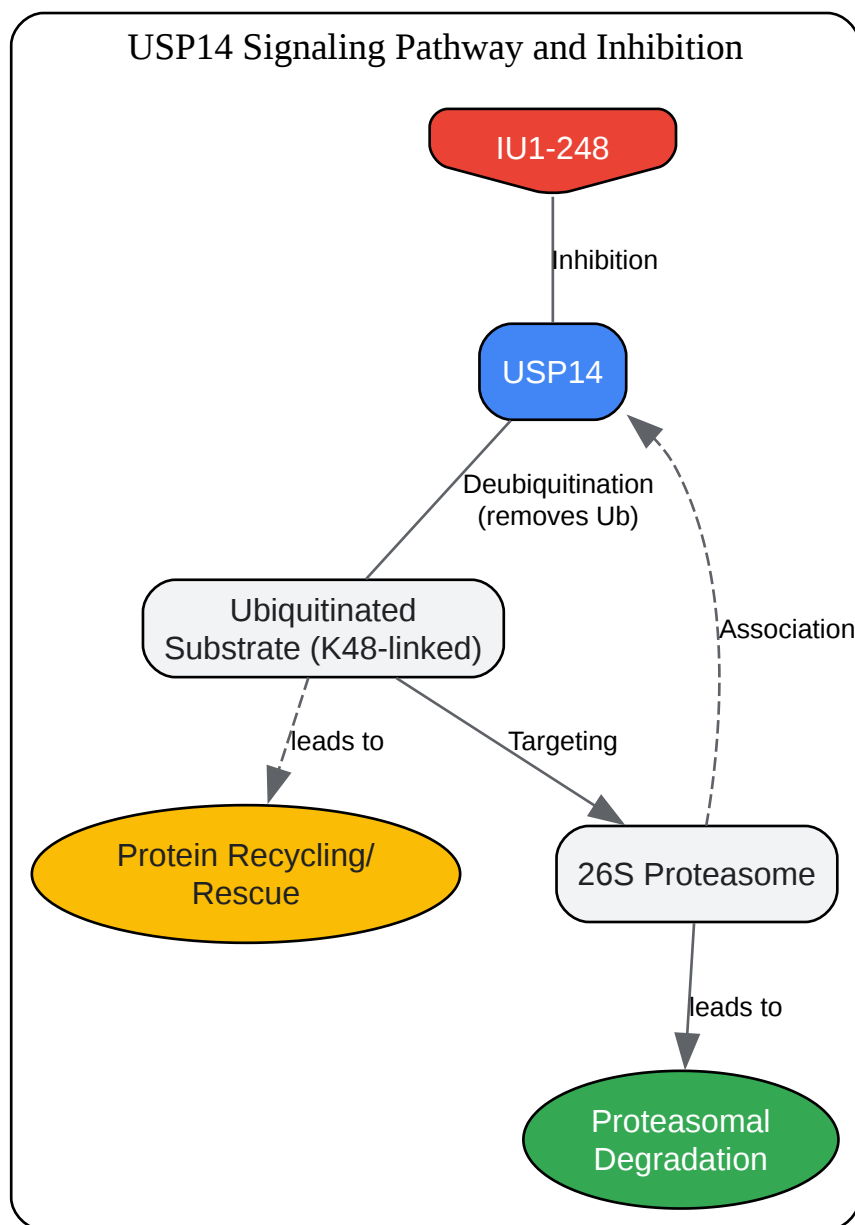 USP14 Signaling Pathway and Inhibition
IU1-248
Inhibition
USP14
Deubiquitination
(removes Ub)
Ubiquitinated
Substrate (K48-linked)
Association
leads to
Targeting
Protein Recycling/
Rescue
26S Proteasome
leads to
Proteasomal
Degradation